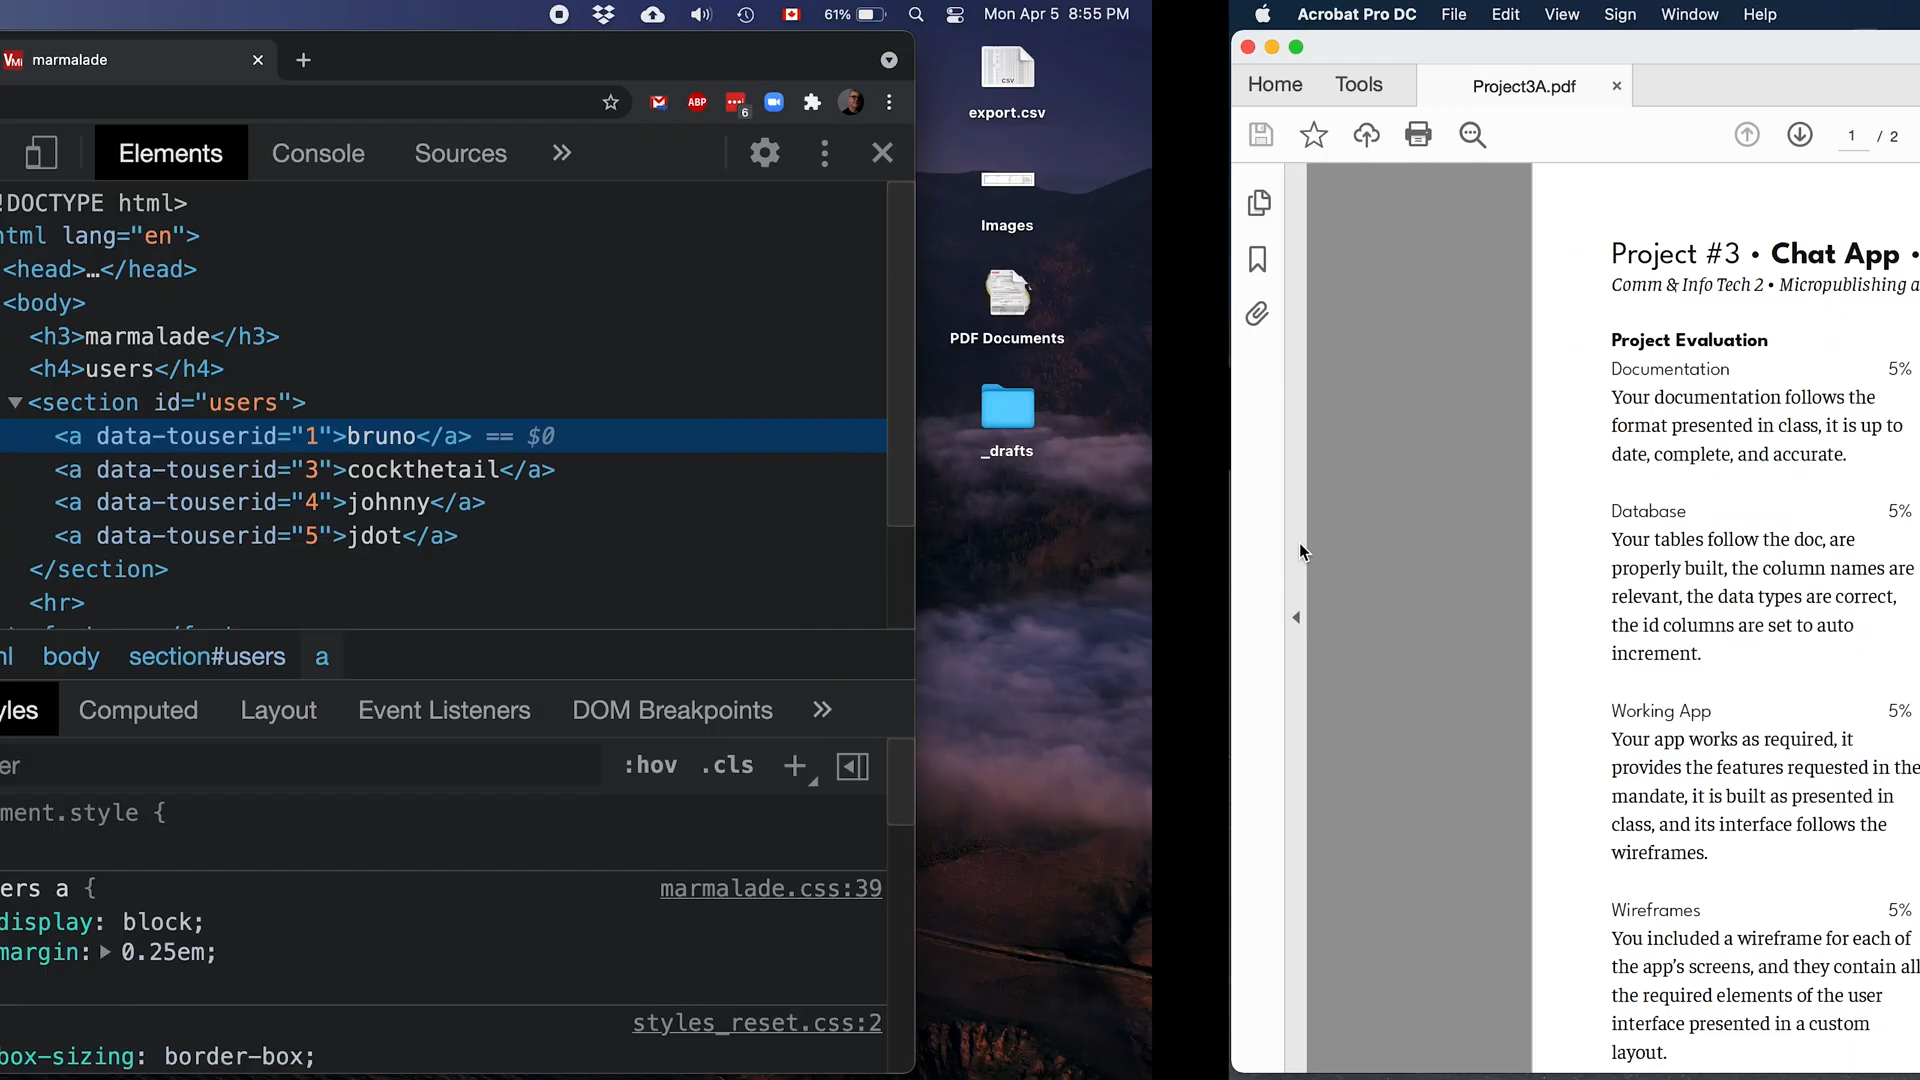 61%
Mon Apr 5 8:55 PM
marmalade
ABP
6
Elements
Console
Sources
!DOCTYPE html>
html lang="en">
<head>…</head>
<body>
<h3>marmalade</h3>
<h4>users</h4>
<section id="users">
<a data-touserid="1">bruno</a> == $0
<a data-touserid="3">cockthetail</a>
<a data-touserid="4">johnny</a>
<a data-touserid="5">jdot</a>
</section>
<hr>
body
section#users
a
Computed
Layout
Event Listeners
DOM Breakpoints
:hov
.cls
ment.style {
ers a {
marmalade.css:39
display: block;
margin: 0.25em;
styles_reset.css:2
box-sizing: border-box;
CSV
export.csv
Images
PDF Documents
_drafts
Acrobat Pro DC
File
Edit
View
Sign
Window
Help
Home
Tools
Project3A.pdf
1 / 2
Project #3 • Chat App •
Comm & Info Tech 2 • Micropublishing a
Project Evaluation
Documentation 5%
Your documentation follows the
format presented in class, it is up to
date, complete, and accurate.
Database 5%
Your tables follow the doc, are
properly built, the column names are
relevant, the data types are correct,
the id columns are set to auto
increment.
Working App 5%
Your app works as required, it
provides the features requested in the
mandate, it is built as presented in
class, and its interface follows the
wireframes.
Wireframes 5%
You included a wireframe for each of
the app's screens, and they contain all
the required elements of the user
interface presented in a custom
layout.